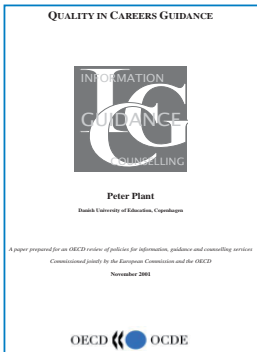 QUALITY IN CAREERS GUIDANCE
INFORMATION
GUIDANCE
COUNSELLING
Peter Plant
Danish University of Education, Copenhagen
A paper prepared for an OECD review of policies for information, guidance and counselling services
Commissioned jointly by the European Commission and the OECD
November 2001
OECD OCDE